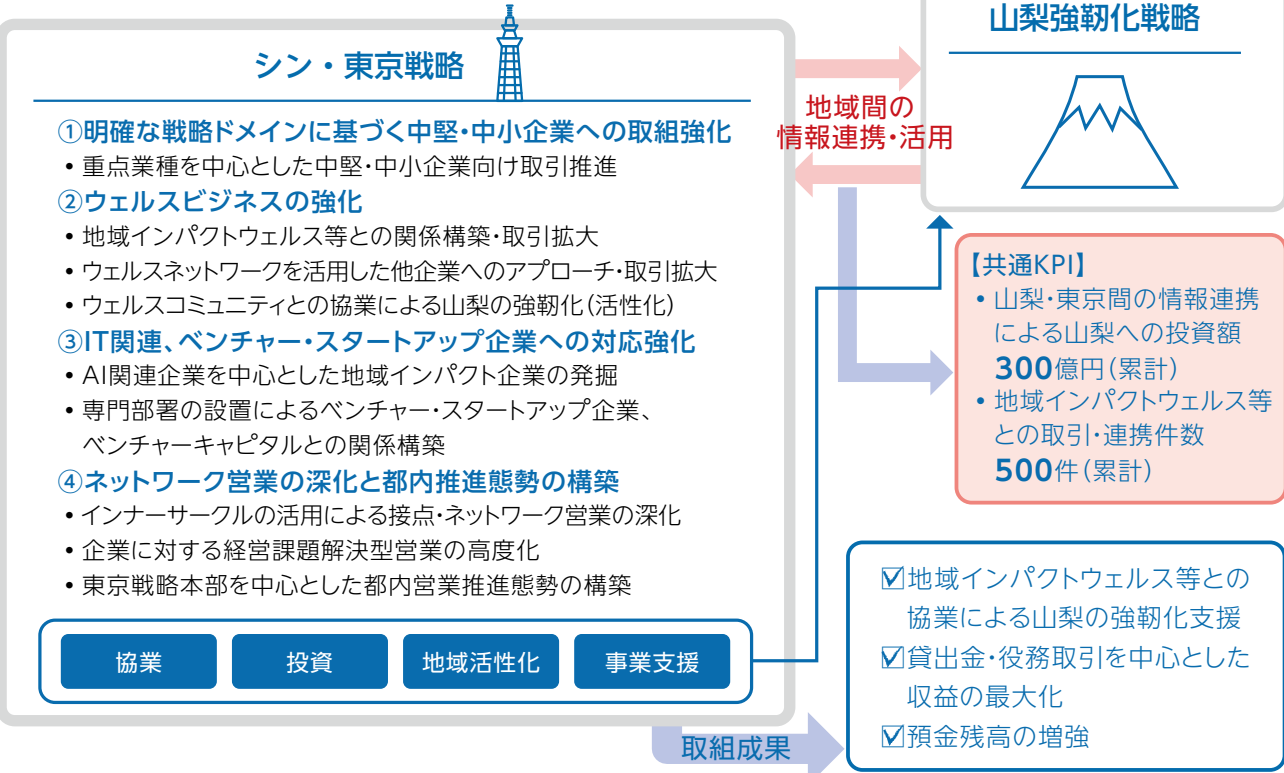 シン・東京戦略
①明確な戦略ドメインに基づく中堅・中小企業への取組強化
• 重点業種を中心とした中堅・中小企業向け取引推進
②ウェルスビジネスの強化
• 地域インパクトウェルス等との関係構築・取引拡大
• ウェルスネットワークを活用した他企業へのアプローチ・取引拡大
• ウェルスコミュニティとの協業による山梨の強靭化(活性化)
③IT関連、ベンチャー・スタートアップ企業への対応強化
• AI関連企業を中心とした地域インパクト企業の発掘
• 専門部署の設置によるベンチャー・スタートアップ企業、
ベンチャーキャピタルとの関係構築
④ネットワーク営業の深化と都内推進態勢の構築
• インナーサークルの活用による接点・ネットワーク営業の深化
• 企業に対する経営課題解決型営業の高度化
• 東京戦略本部を中心とした都内営業推進態勢の構築
協業
投資
地域活性化
事業支援
地域間の
情報連携・活用
山梨強靭化戦略
【共通KPI】
• 山梨・東京間の情報連携
による山梨への投資額
300億円(累計)
• 地域インパクトウェルス等
との取引・連携件数
500件(累計)
取組成果
☑地域インパクトウェルス等との
協業による山梨の強靭化支援
☑貸出金・役務取引を中心とした
収益の最大化
☑預金残高の増強